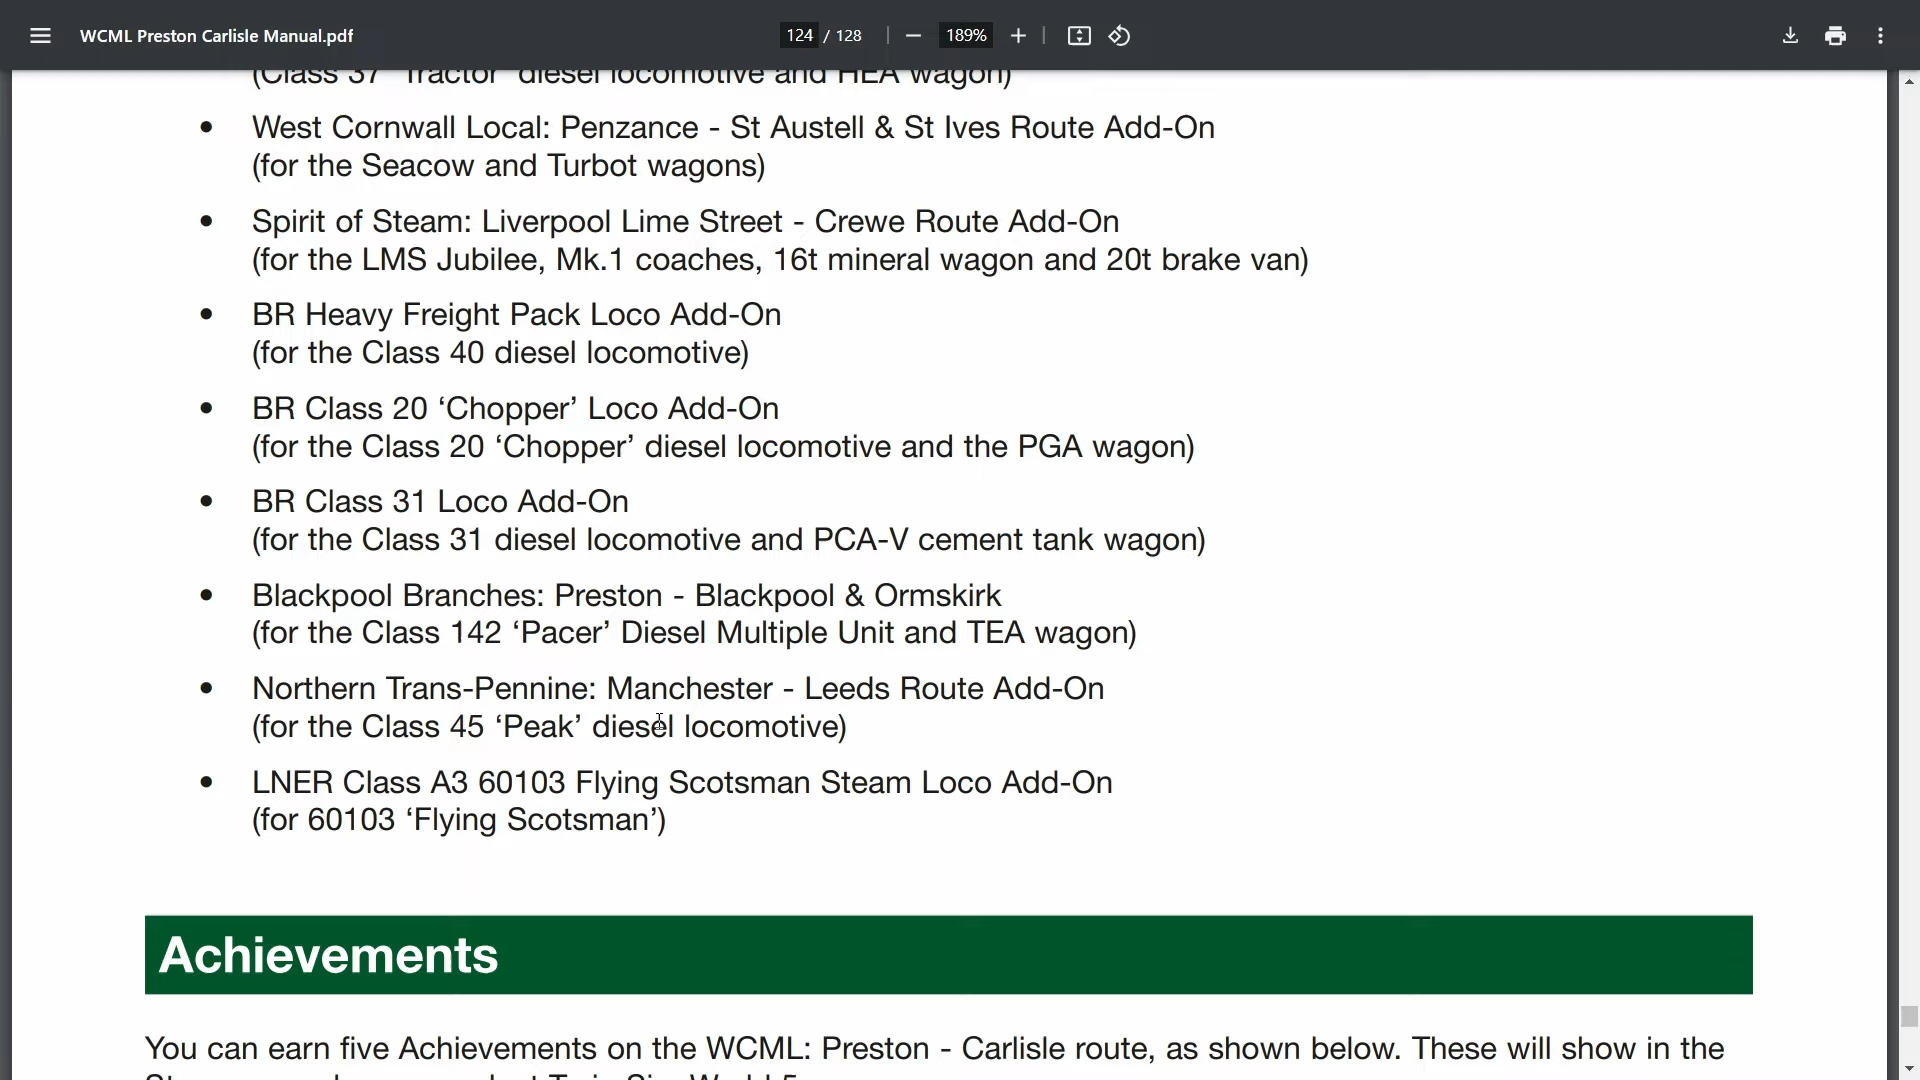 WCML Preston Carlisle Manual.pdf
124 / 128
189%
(Class 37 ‘Tractor’ diesel locomotive and HEA wagon)
• West Cornwall Local: Penzance - St Austell & St Ives Route Add-On
(for the Seacow and Turbot wagons)
• Spirit of Steam: Liverpool Lime Street - Crewe Route Add-On
(for the LMS Jubilee, Mk.1 coaches, 16t mineral wagon and 20t brake van)
• BR Heavy Freight Pack Loco Add-On
(for the Class 40 diesel locomotive)
• BR Class 20 ‘Chopper’ Loco Add-On
(for the Class 20 ‘Chopper’ diesel locomotive and the PGA wagon)
• BR Class 31 Loco Add-On
(for the Class 31 diesel locomotive and PCA-V cement tank wagon)
• Blackpool Branches: Preston - Blackpool & Ormskirk
(for the Class 142 ‘Pacer’ Diesel Multiple Unit and TEA wagon)
• Northern Trans-Pennine: Manchester - Leeds Route Add-On
(for the Class 45 ‘Peak’ diesel locomotive)
• LNER Class A3 60103 Flying Scotsman Steam Loco Add-On
(for 60103 ‘Flying Scotsman’)
Achievements
You can earn five Achievements on the WCML: Preston - Carlisle route, as shown below. These will show in the